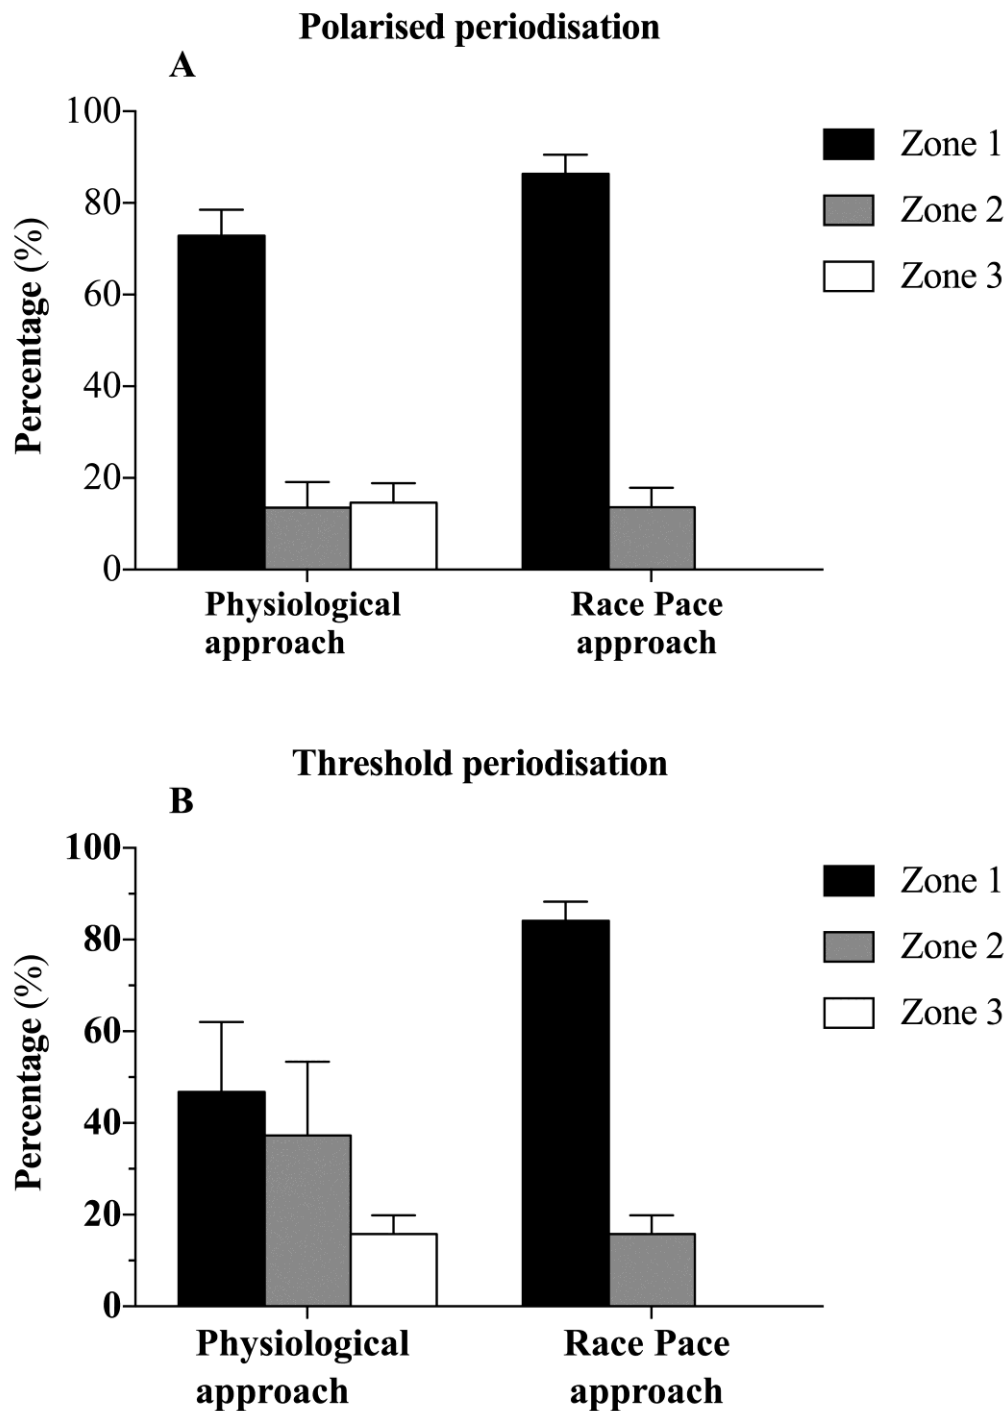 Polarised periodisation
A
100
80
60
40
20
0
Percentage (%)
Zone 1
Zone 2
Zone 3
Physiological
approach
Race Pace
approach
Threshold periodisation
B
100
80
60
40
20
0
Percentage (%)
Zone 1
Zone 2
Zone 3
Physiological
approach
Race Pace
approach